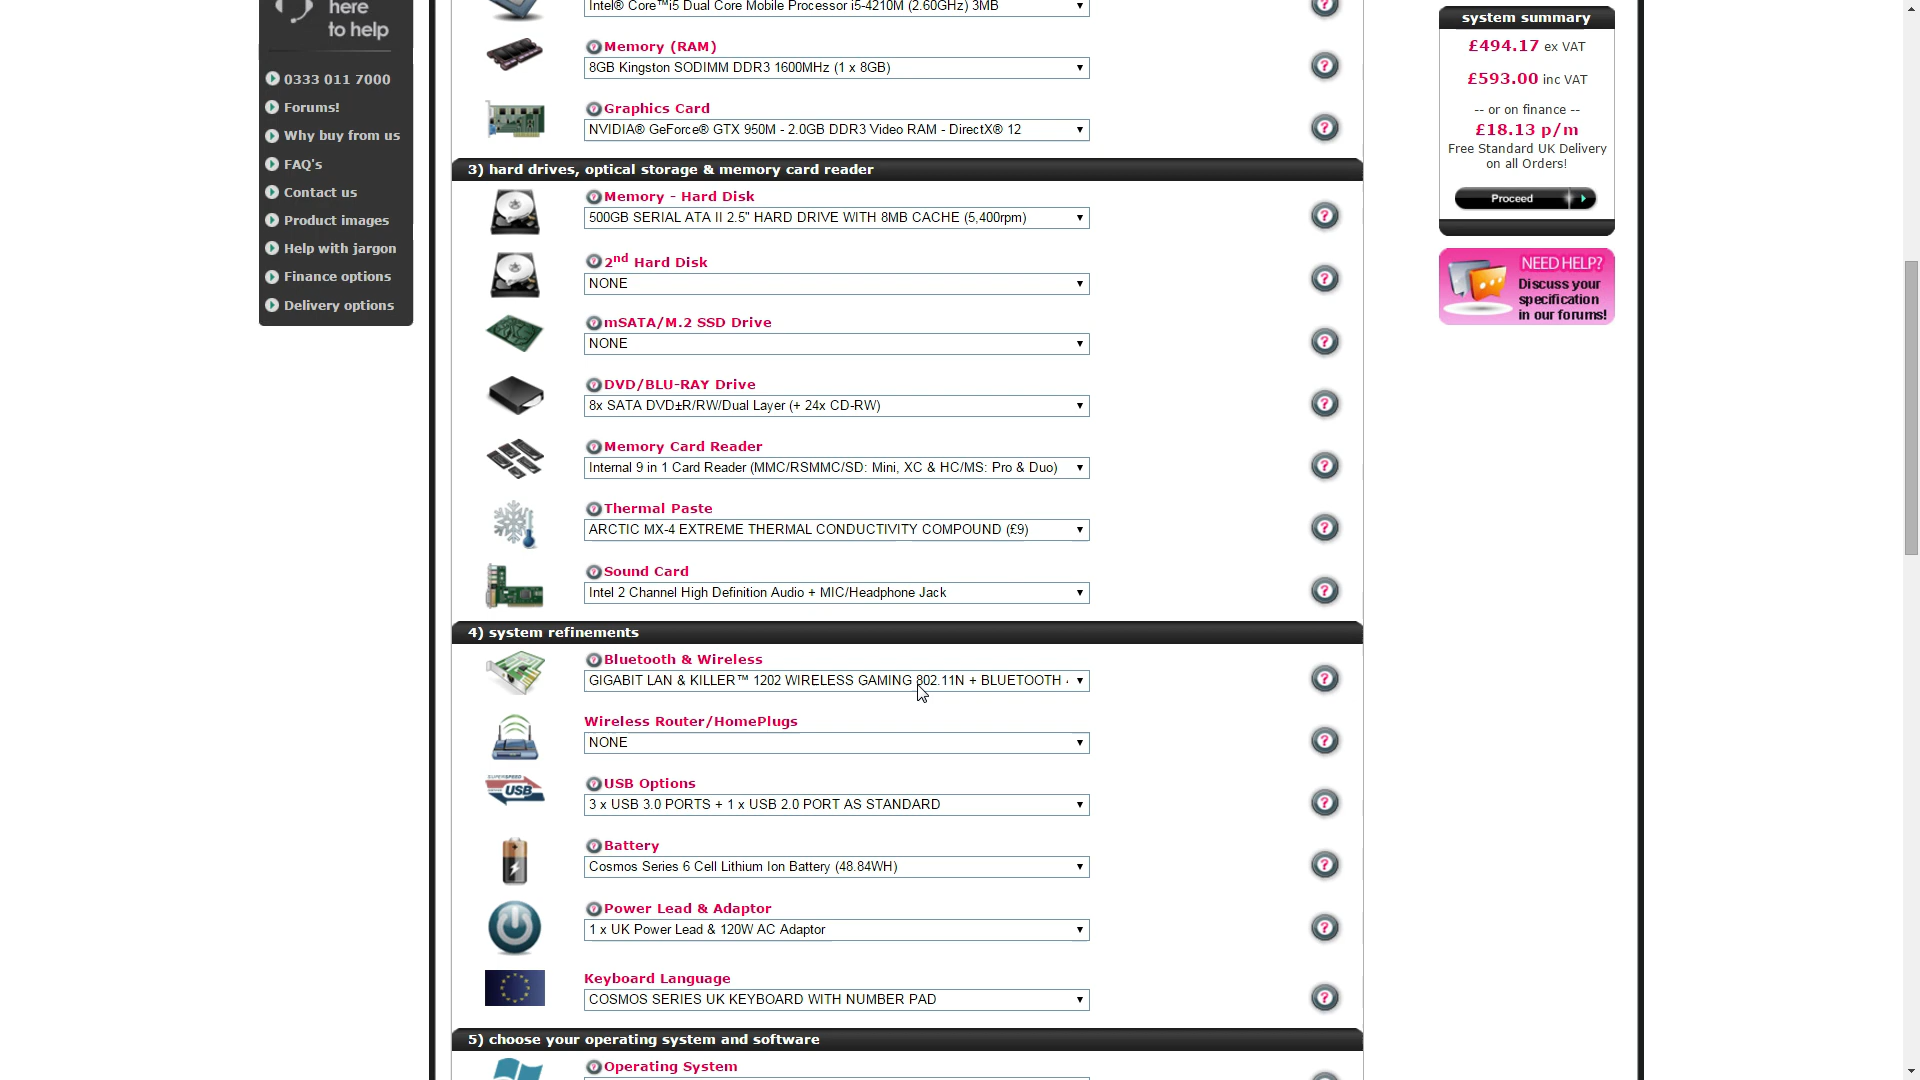 here
to help
0333 011 7000
Forums!
Why buy from us
FAQ's
Contact us
Product images
Help with jargon
Finance options
Delivery options
Intel® Core™i5 Dual Core Mobile Processor i5-4210M (2.60GHz) 3MB
Memory (RAM)
8GB Kingston SODIMM DDR3 1600MHz (1 x 8GB)
Graphics Card
NVIDIA® GeForce® GTX 950M - 2.0GB DDR3 Video RAM - DirectX® 12
3) hard drives, optical storage & memory card reader
Memory - Hard Disk
500GB SERIAL ATA II 2.5" HARD DRIVE WITH 8MB CACHE (5,400rpm)
2nd Hard Disk
NONE
mSATA/M.2 SSD Drive
NONE
DVD/BLU-RAY Drive
8x SATA DVD±R/RW/Dual Layer (+ 24x CD-RW)
Memory Card Reader
Internal 9 in 1 Card Reader (MMC/RSMMC/SD: Mini, XC & HC/MS: Pro & Duo)
Thermal Paste
ARCTIC MX-4 EXTREME THERMAL CONDUCTIVITY COMPOUND (£9)
Sound Card
Intel 2 Channel High Definition Audio + MIC/Headphone Jack
4) system refinements
Bluetooth & Wireless
GIGABIT LAN & KILLER™ 1202 WIRELESS GAMING 802.11N + BLUETOOTH
Wireless Router/HomePlugs
NONE
SUPERSPEED
USB
USB Options
3 x USB 3.0 PORTS + 1 x USB 2.0 PORT AS STANDARD
Battery
Cosmos Series 6 Cell Lithium Ion Battery (48.84WH)
Power Lead & Adaptor
1 x UK Power Lead & 120W AC Adaptor
Keyboard Language
COSMOS SERIES UK KEYBOARD WITH NUMBER PAD
5) choose your operating system and software
Operating System
system summary
£494.17 ex VAT
£593.00 inc VAT
-- or on finance --
£18.13 p/m
Free Standard UK Delivery
on all Orders!
Proceed
NEED HELP?
Discuss your
specification
in our forums!